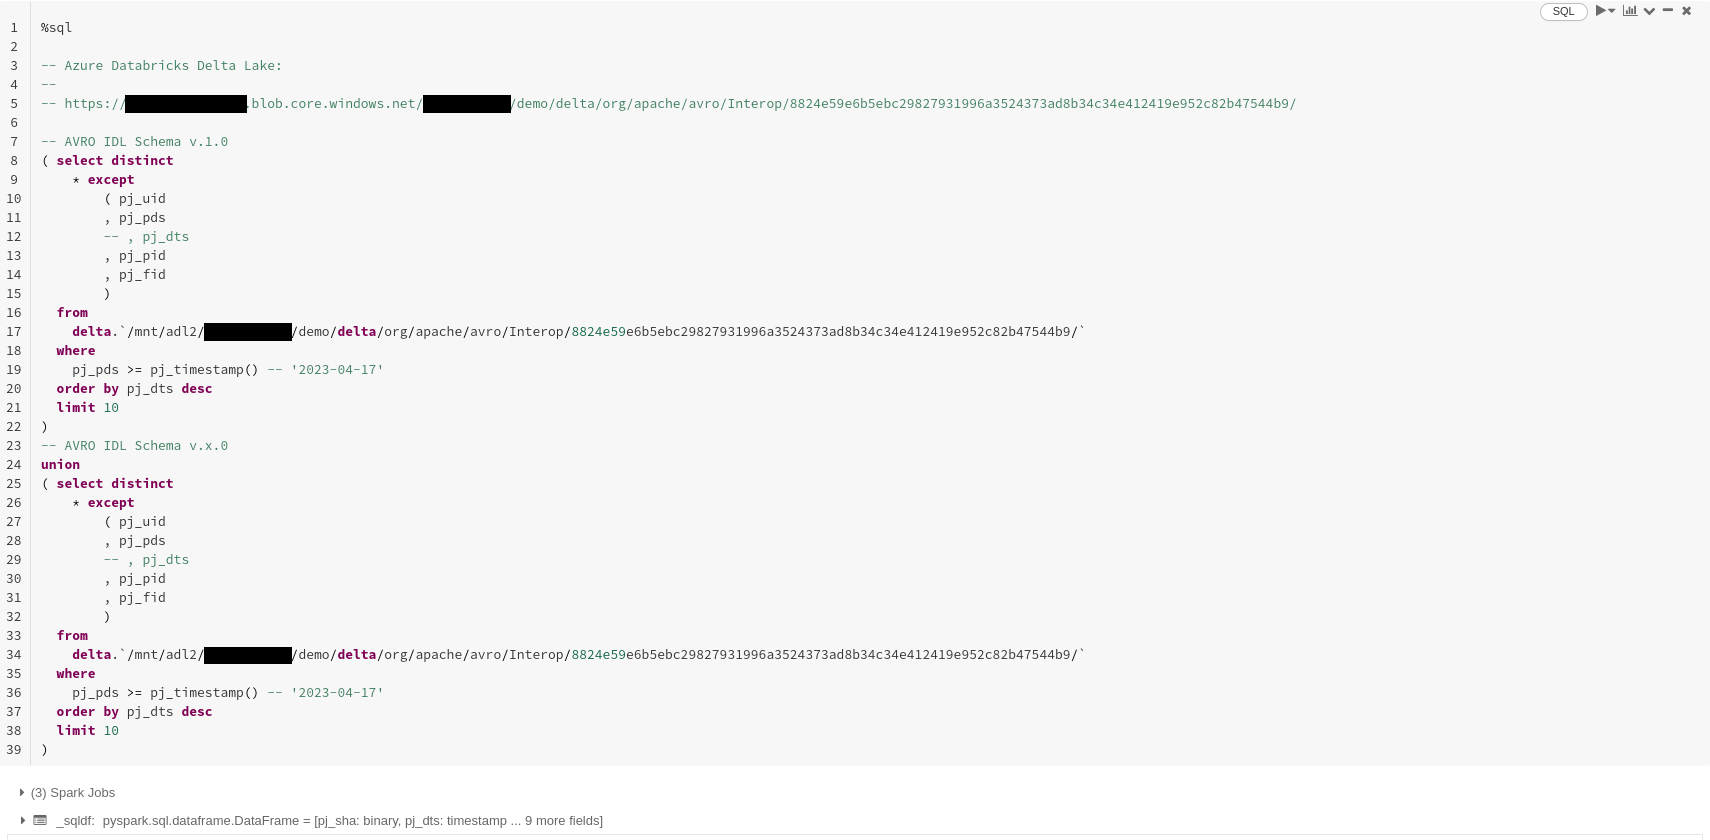 SQL
1 %sql
2
3 -- Azure Databricks Delta Lake:
4 --
5 -- https://.blob.core.windows.net//demo/delta/org/apache/avro/Interop/8824e59e6b5ebc29827931996a3524373ad8b34c34e412419e952c82b47544b9/
6
7 -- AVRO IDL Schema v.1.0
8 ( select distinct
9 * except
10 ( pj_uid
11 , pj_pds
12 -- , pj_dts
13 , pj_pid
14 , pj_fid
15 )
16 from
17 delta.`/mnt/adl2//demo/delta/org/apache/avro/Interop/8824e59e6b5ebc29827931996a3524373ad8b34c34e412419e952c82b47544b9/`
18 where
19 pj_pds >= pj_timestamp() -- '2023-04-17'
20 order by pj_dts desc
21 limit 10
22 )
23 -- AVRO IDL Schema v.x.0
24 union
25 ( select distinct
26 * except
27 ( pj_uid
28 , pj_pds
29 -- , pj_dts
30 , pj_pid
31 , pj_fid
32 )
33 from
34 delta.`/mnt/adl2//demo/delta/org/apache/avro/Interop/8824e59e6b5ebc29827931996a3524373ad8b34c34e412419e952c82b47544b9/`
35 where
36 pj_pds >= pj_timestamp() -- '2023-04-17'
37 order by pj_dts desc
38 limit 10
39 )
(3) Spark Jobs
_sqldf: pyspark.sql.dataframe.DataFrame = [pj_sha: binary, pj_dts: timestamp ... 9 more fields]